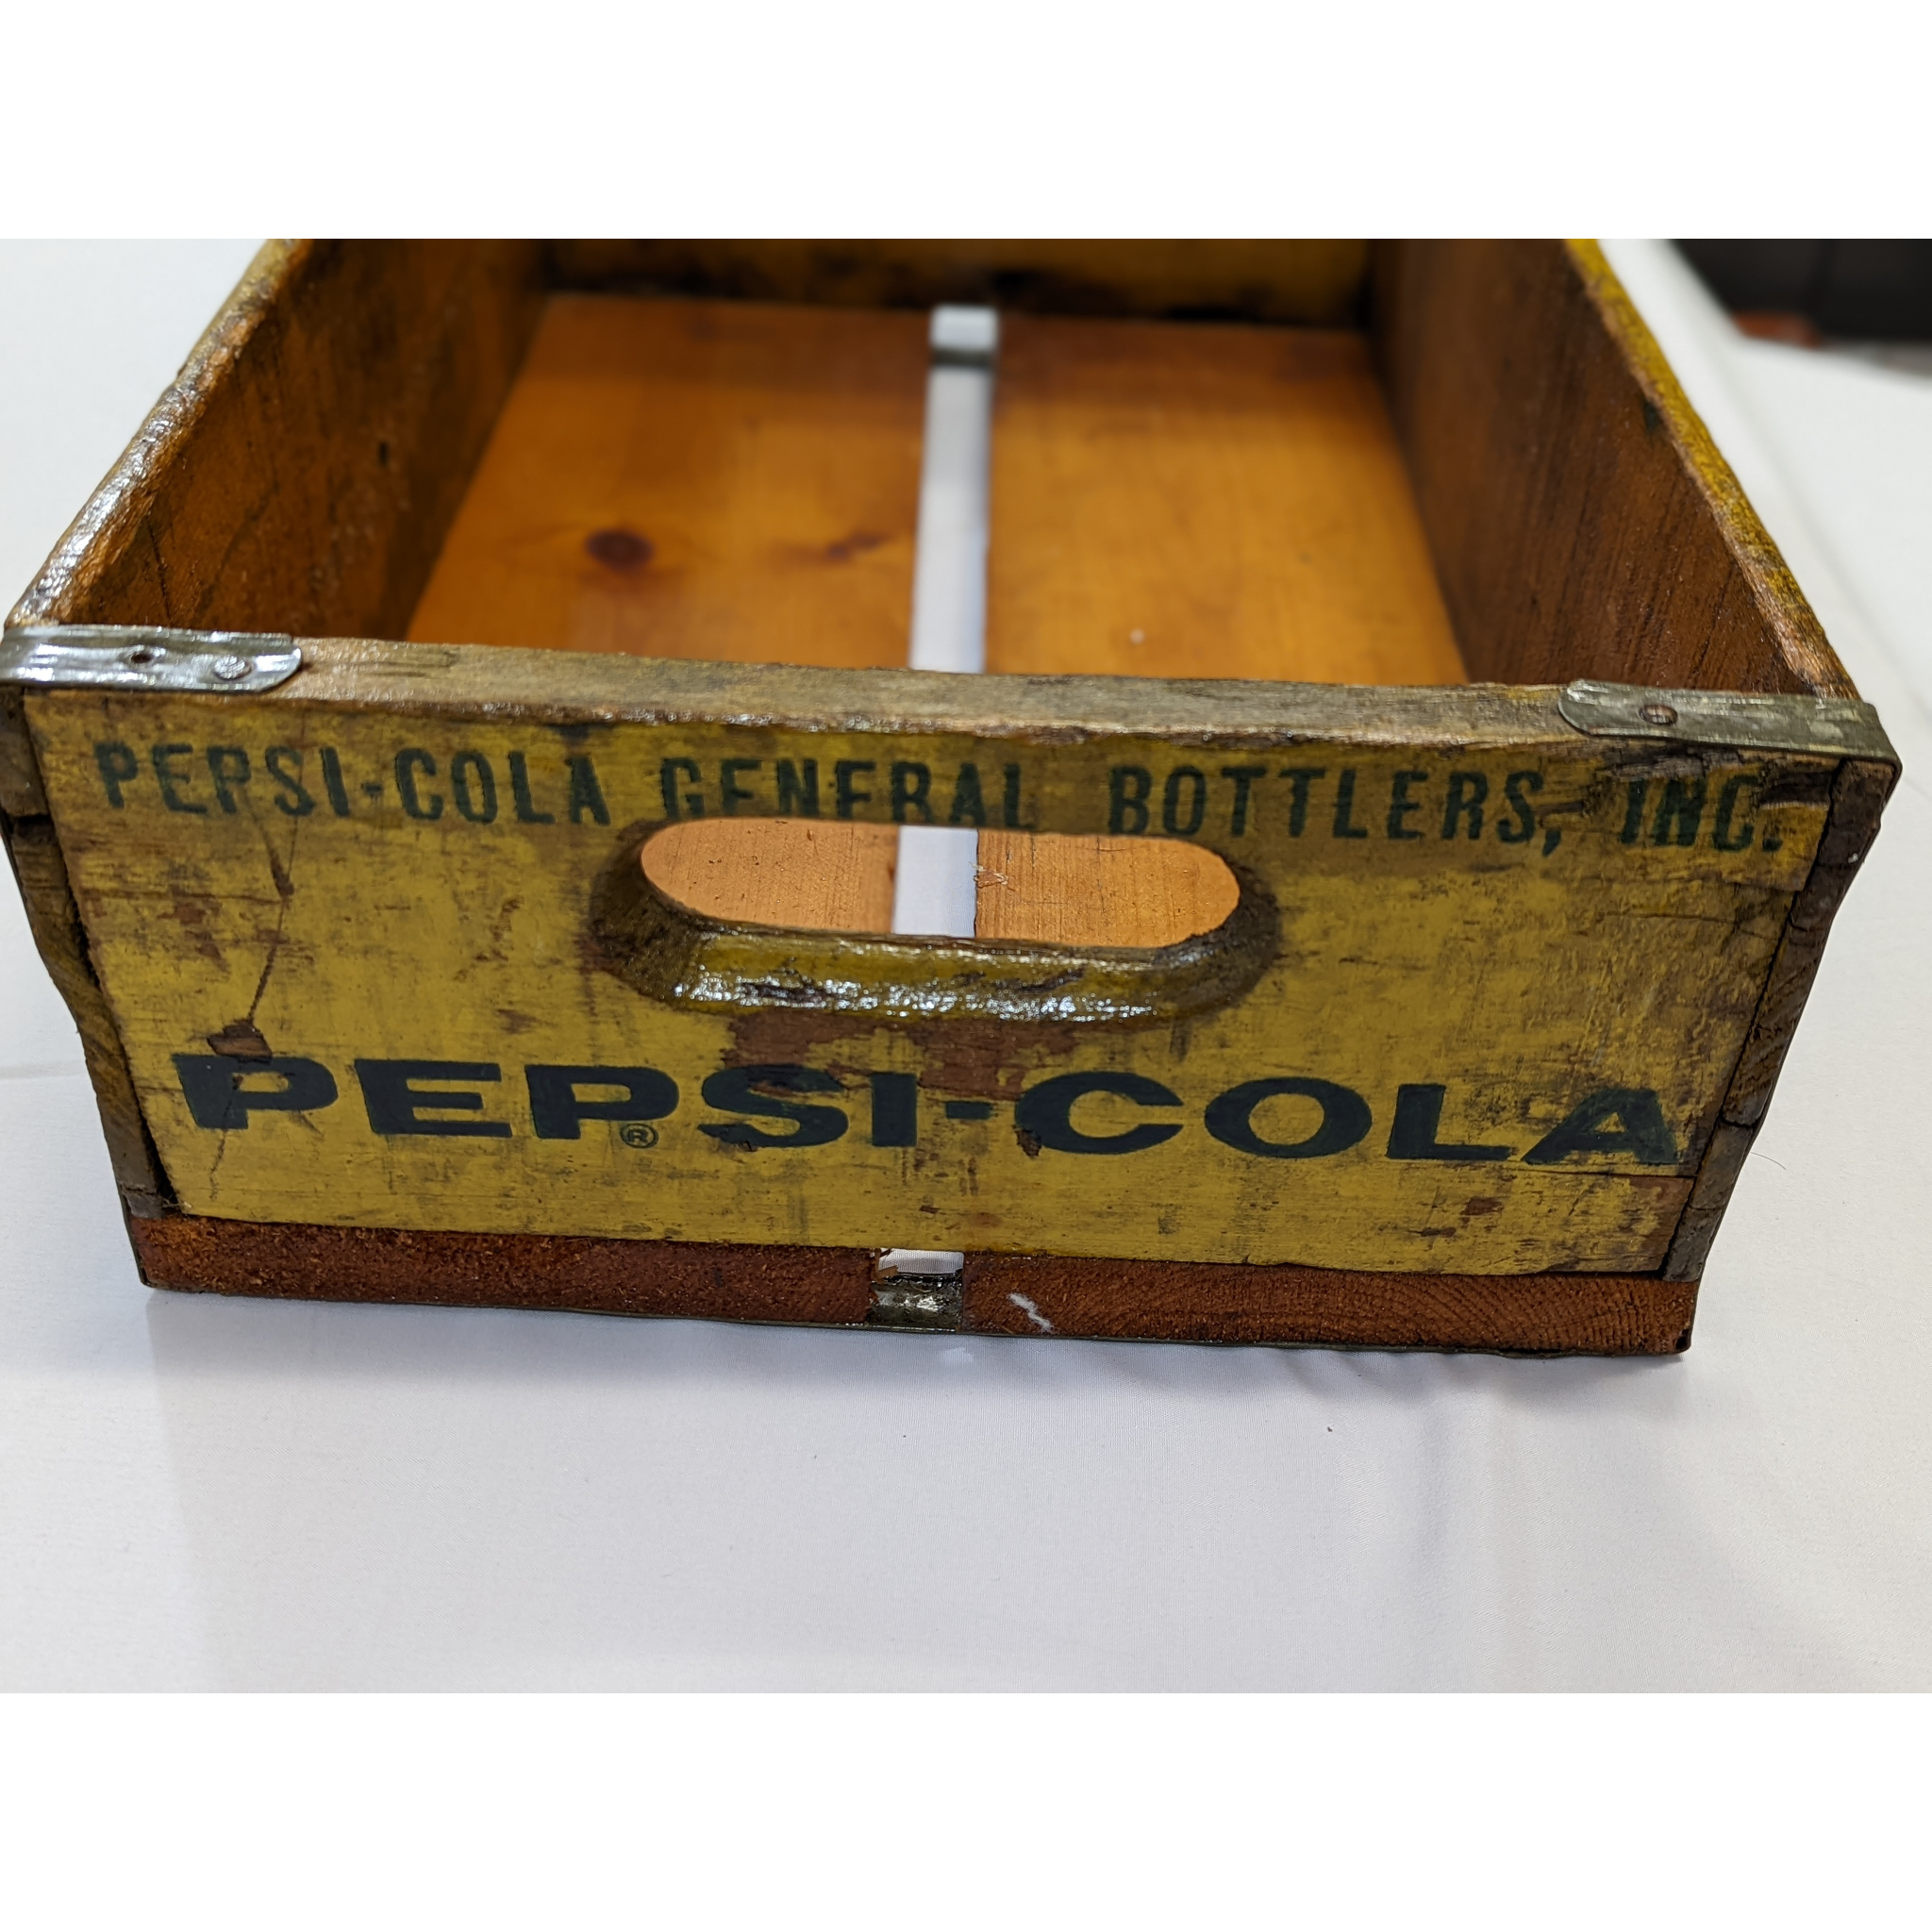 PEPSI-COLA GENERAL BOTTLERS, INC.
PEPSI-COLA
®